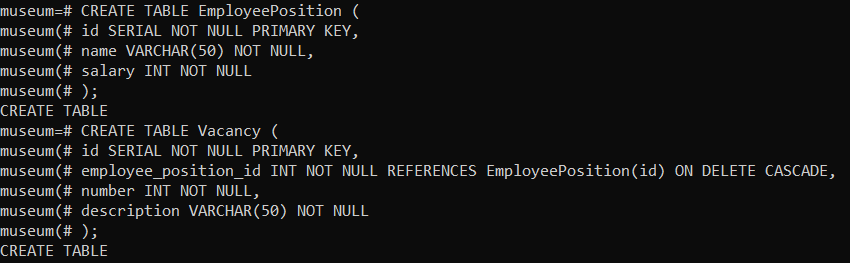 museum=# CREATE TABLE EmployeePosition (
museum(# id SERIAL NOT NULL PRIMARY KEY,
museum(# name VARCHAR(50) NOT NULL,
museum(# salary INT NOT NULL
museum(# );
CREATE TABLE
museum=# CREATE TABLE Vacancy (
museum(# id SERIAL NOT NULL PRIMARY KEY,
museum(# employee_position_id INT NOT NULL REFERENCES EmployeePosition(id) ON DELETE CASCADE,
museum(# number INT NOT NULL,
museum(# description VARCHAR(50) NOT NULL
museum(# );
CREATE TABLE